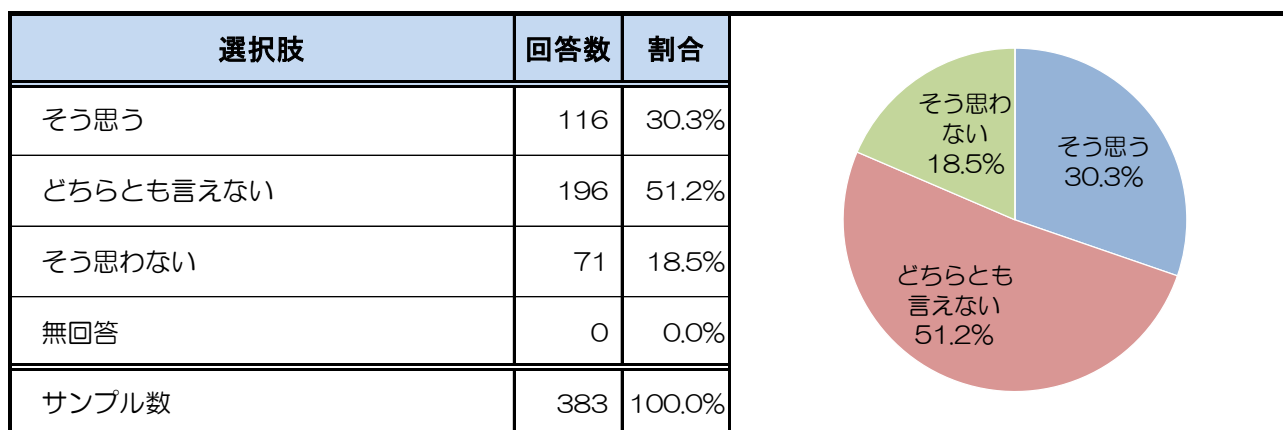 選択肢 回答数 割合
そう思う 116 30.3%
どちらとも言えない 196 51.2%
そう思わない 71 18.5%
無回答 0 0.0%
サンプル数 383 100.0%
そう思わ
ない
18.5%
そう思う
30.3%
どちらとも
言えない
51.2%